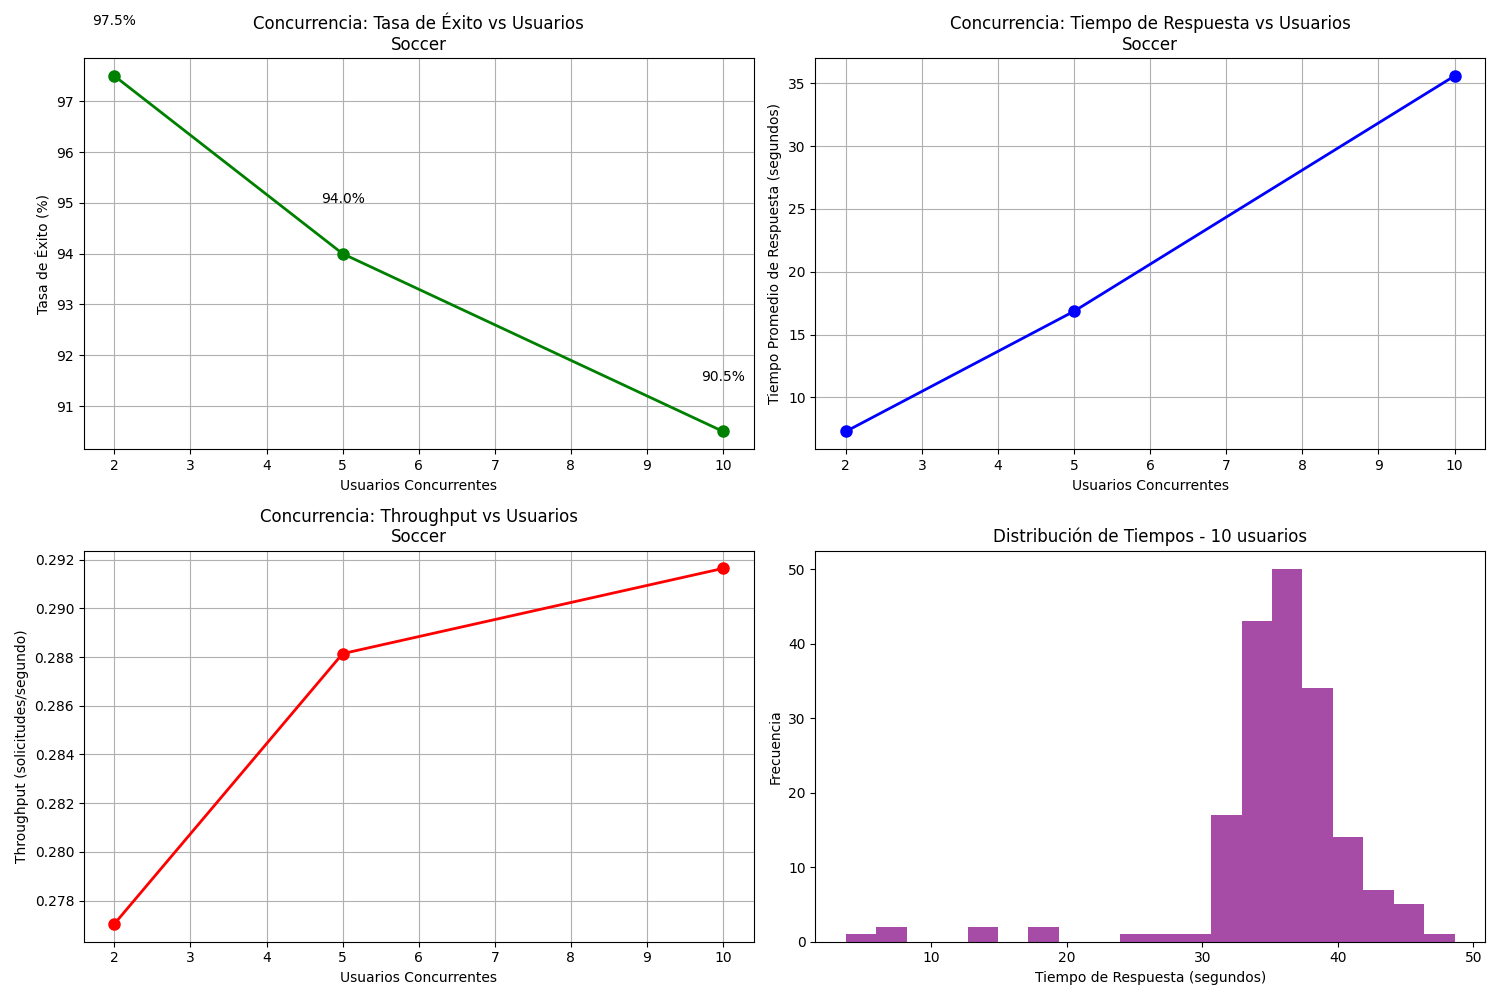 97.5%
Concurrencia: Tasa de Éxito vs Usuarios
Soccer
97
96
95
94
93
92
91
Tasa de Éxito (%)
94.0%
90.5%
2 3 4 5 6 7 8 9 10
Usuarios Concurrentes
Concurrencia: Tiempo de Respuesta vs Usuarios
Soccer
35
30
25
20
15
10
Tiempo Promedio de Respuesta (segundos)
2 3 4 5 6 7 8 9 10
Usuarios Concurrentes
Concurrencia: Throughput vs Usuarios
Soccer
0.292
0.290
0.288
0.286
0.284
0.282
0.280
0.278
Throughput (solicitudes/segundo)
2 3 4 5 6 7 8 9 10
Usuarios Concurrentes
Distribución de Tiempos - 10 usuarios
50
40
30
20
10
0
Frecuencia
10 20 30 40 50
Tiempo de Respuesta (segundos)